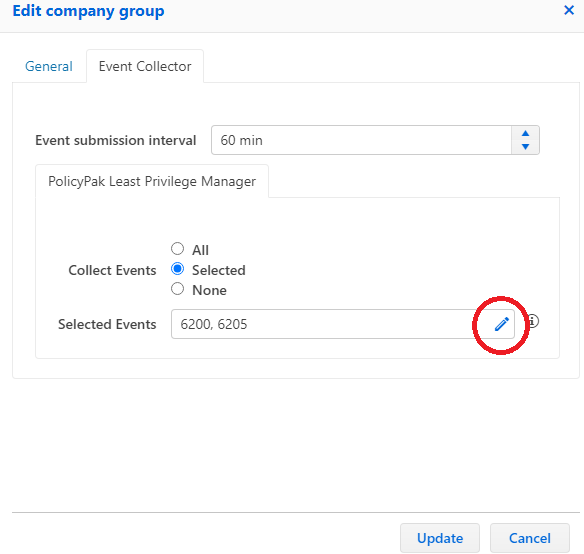 Edit company group
General
Event Collector
Event submission interval
60 min
PolicyPak Least Privilege Manager
All
Collect Events
Selected
None
Selected Events
6200, 6205
Update
Cancel